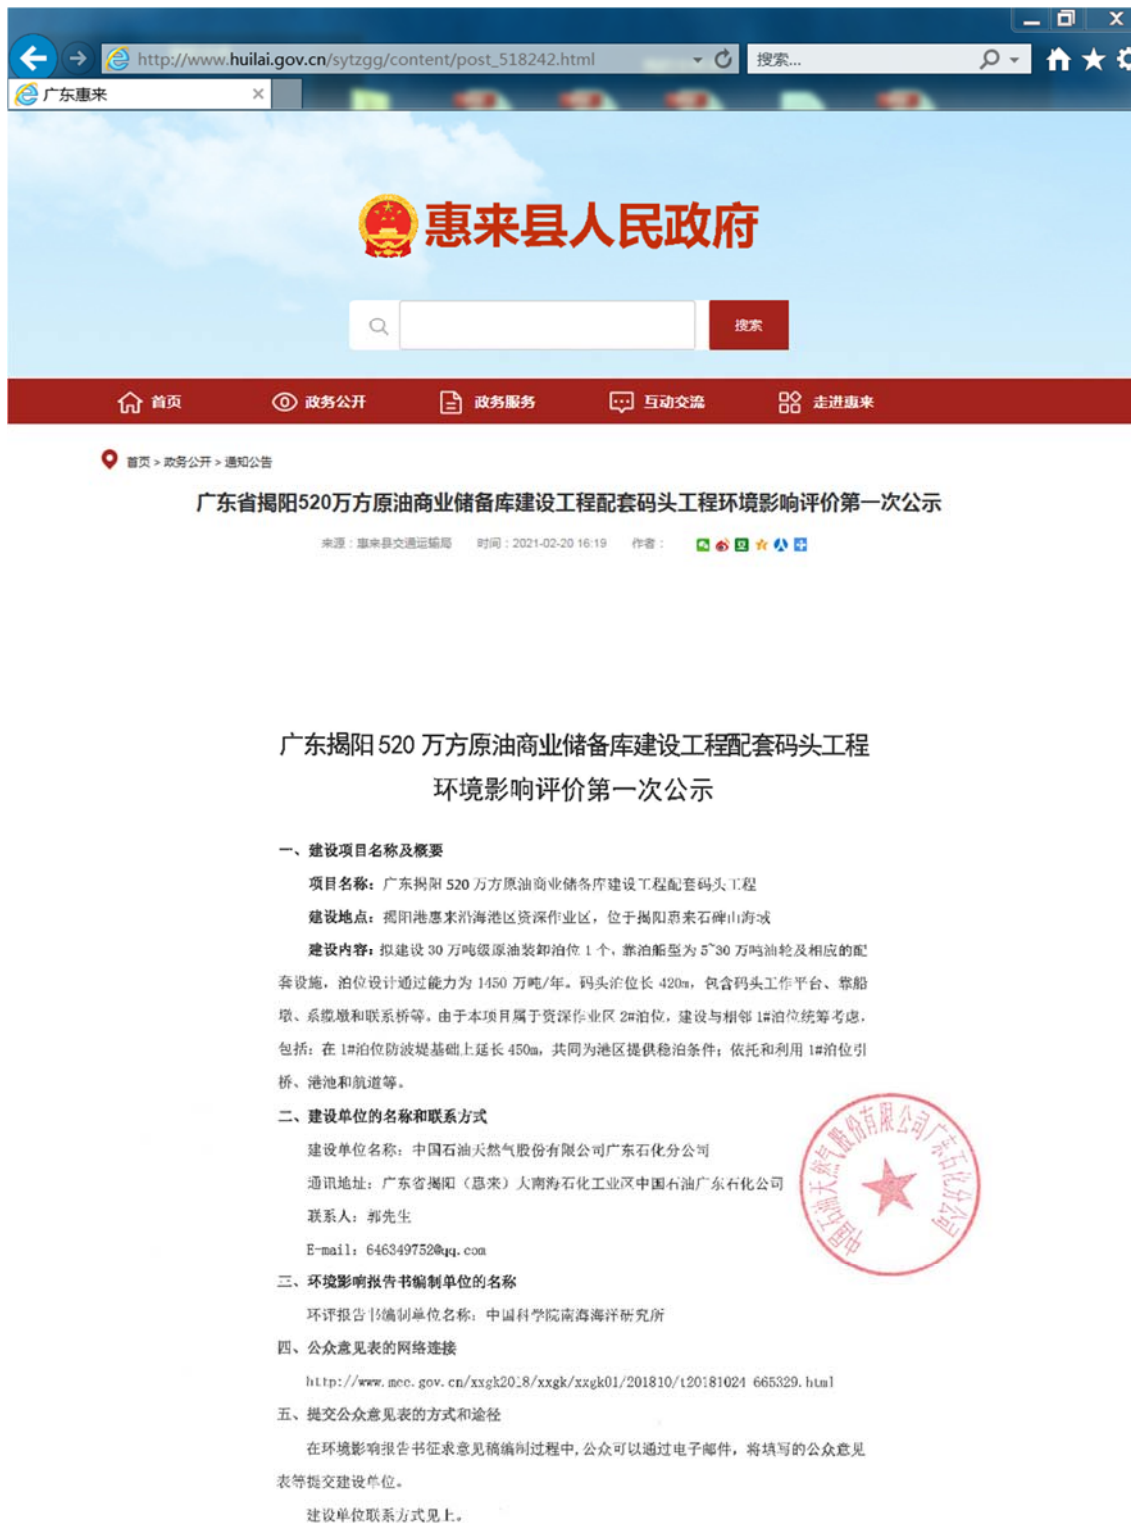 http://www.huilai.gov.cn/sytzgg/content/post_518242.html
搜索...
广东惠来
惠来县人民政府
搜索
首页 政务公开 政务服务 互动交流 走进惠来
首页 > 政务公开 > 通知公告
广东省揭阳520万方原油商业储备库建设工程配套码头工程环境影响评价第一次公示
来源：惠来县交通运输局 时间：2021-02-20 16:19 作者：
广东揭阳 520 万方原油商业储备库建设工程配套码头工程
环境影响评价第一次公示
一、建设项目名称及概要
项目名称：广东揭阳 520 万方原油商业储备库建设工程配套码头工程
建设地点：揭阳港惠来沿海港区资深作业区，位于揭阳惠来石碑山海域
建设内容：拟建设 30 万吨级原油装卸泊位 1 个，靠泊船型为 5~30 万吨油轮及相应的配
套设施，泊位设计通过能力为 1450 万吨/年。码头泊位长 420m，包含码头工作平台、靠船
墩、系缆墩和联系桥等。由于本项目属于资深作业区 2#泊位，建设与相邻 1#泊位统筹考虑，
包括：在 1#泊位防波堤基础上延长 450m，共同为港区提供稳泊条件；依托和利用 1#泊位引
桥、港池和航道等。
二、建设单位的名称和联系方式
建设单位名称：中国石油天然气股份有限公司广东石化分公司
通讯地址：广东省揭阳（惠来）大南海石化工业区中国石油广东石化公司
联系人：郭先生
E-mail：646349752@qq.com
中国石油天然气股份有限公司广东石化分公司
三、环境影响报告书编制单位的名称
环评报告书编制单位名称：中国科学院南海海洋研究所
四、公众意见表的网络连接
http://www.mee.gov.cn/xxgk2018/xxgk/xxgk01/201810/t20181024_665329.html
五、提交公众意见表的方式和途径
在环境影响报告书征求意见稿编制过程中,公众可以通过电子邮件，将填写的公众意见
表等提交建设单位。
建设单位联系方式见上。